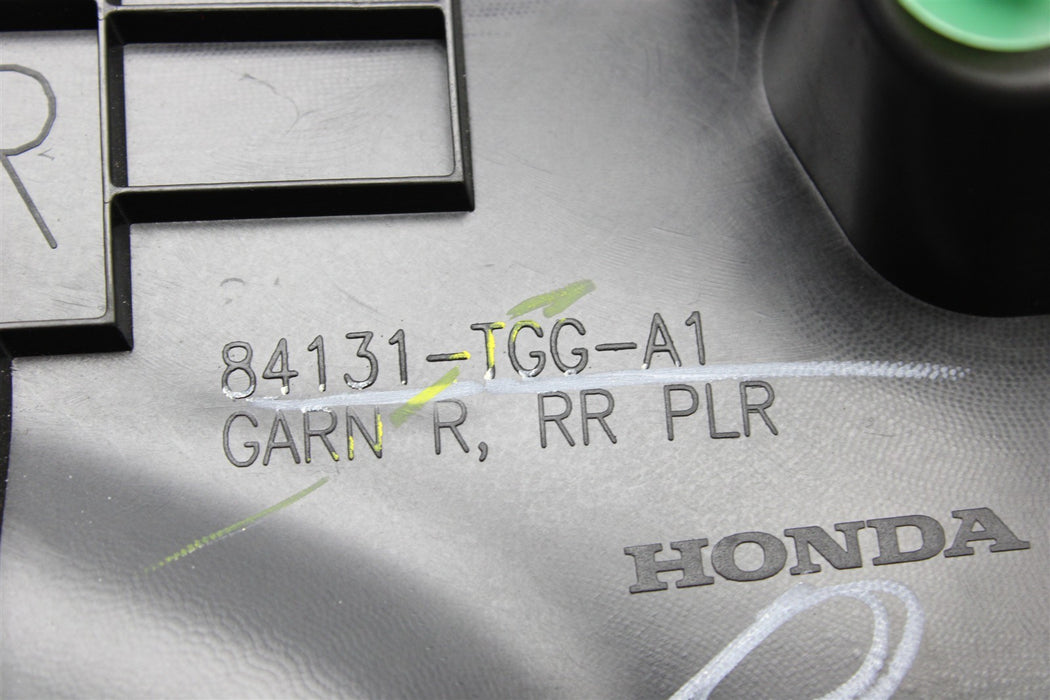 R
84131-TGG-A1
GARN R, RR PLR
HONDA